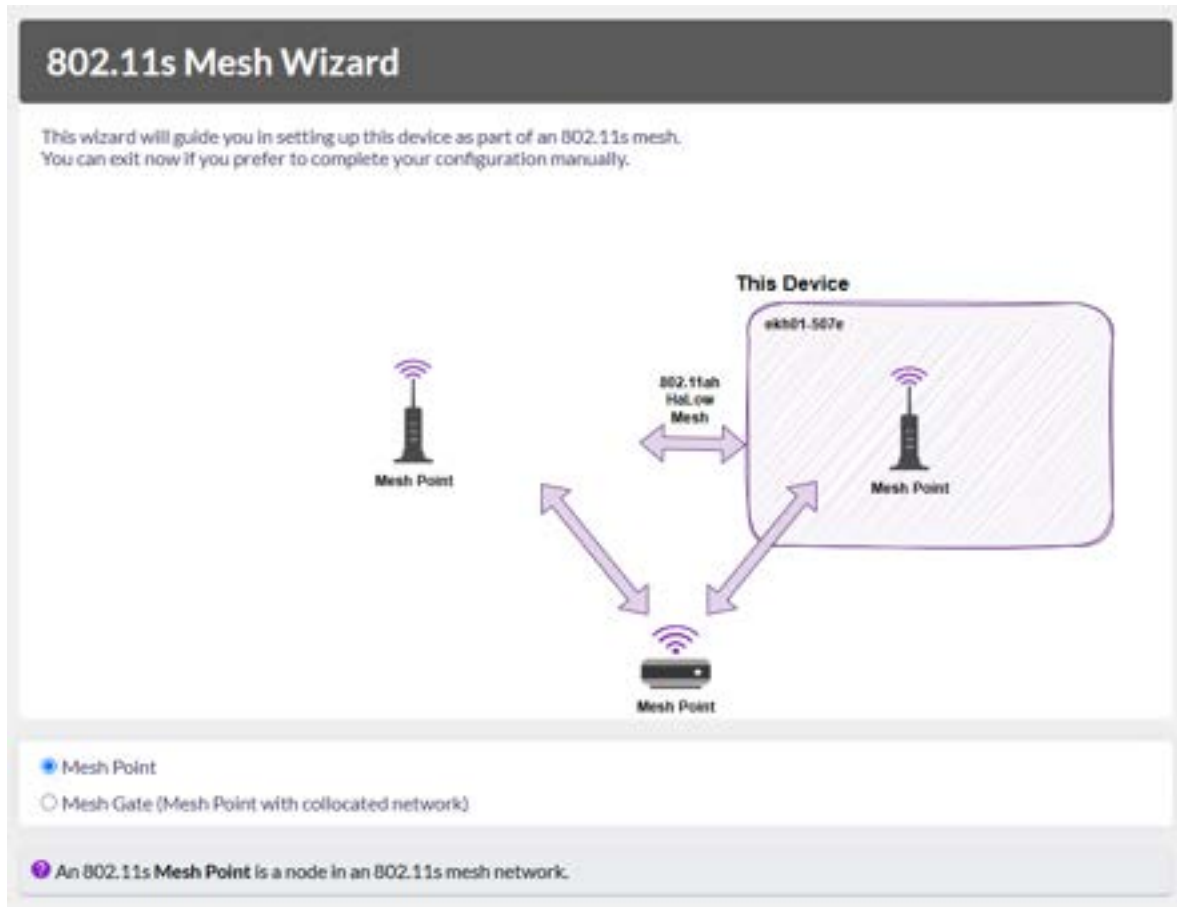 802.11s Mesh Wizard
This wizard will guide you in setting up this device as part of an 802.11s mesh.
You can exit now if you prefer to complete your configuration manually.
This Device
ekh01-507e
802.11ah
HaLow
Mesh
Mesh Point
Mesh Point
Mesh Point
Mesh Point
Mesh Gate (Mesh Point with collocated network)
An 802.11s Mesh Point is a node in an 802.11s mesh network.